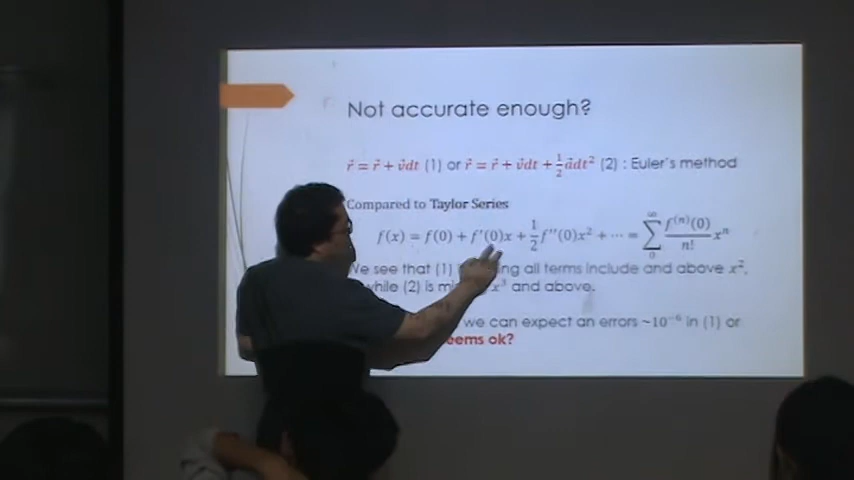 Not accurate enough?
r⃗ = r⃗ + v⃗dt (1) or r⃗ = r⃗ + v⃗dt + ½a⃗dt² (2) : Euler's method
Compared to Taylor Series
f(x) = f(0) + f'(0)x + ½f''(0)x² + ⋯ = ∑₀^∞ f⁽ⁿ⁾(0)/n! xⁿ
We see that (1) all terms include and above x²,
while (2) is x³ and above.
we can expect an errors ~10⁻⁶ in (1) or
ok?